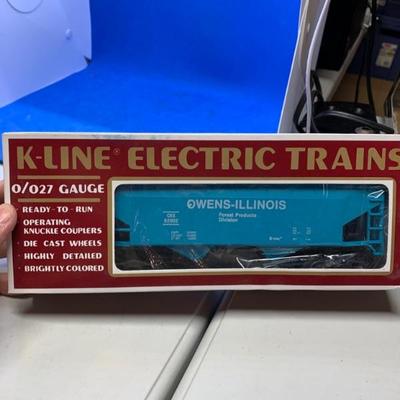 K-LINE® ELECTRIC TRAINS
O/027 GAUGE
• READY-TO-RUN
• OPERATING
KNUCKLE COUPLERS
• DIE CAST WHEELS
• HIGHLY DETAILED
• BRIGHTLY COLORED
OWENS-ILLINOIS
Forest Products
Division